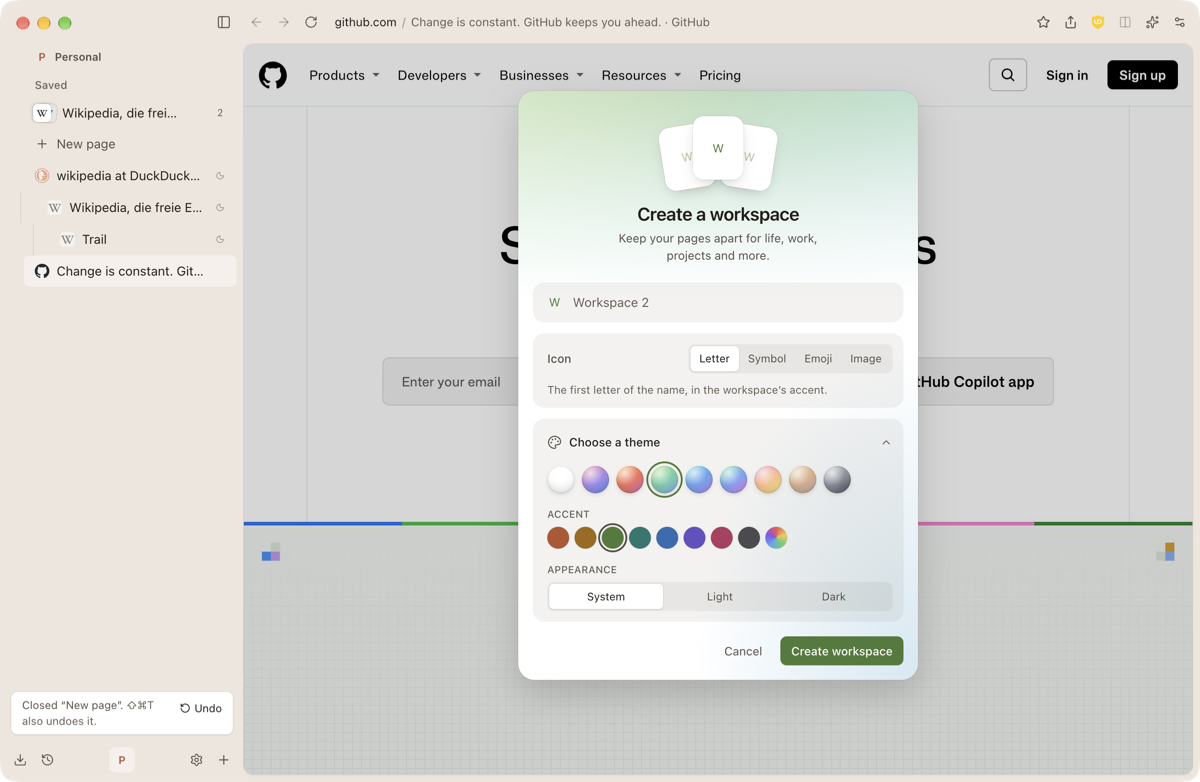 github.com / Change is constant. GitHub keeps you ahead. · GitHub
P Personal
Saved
W Wikipedia, die frei... 2
New page
wikipedia at DuckDuck...
W Wikipedia, die freie E...
W Trail
Change is constant. Git...
Closed “New page”. ⇧⌘T
also undoes it.
Undo
P
Products
Developers
Businesses
Resources
Pricing
Sign in
Sign up
S
s
Enter your email
tHub Copilot app
W
W
W
Create a workspace
Keep your pages apart for life, work,
projects and more.
W Workspace 2
Icon
Letter
Symbol
Emoji
Image
The first letter of the name, in the workspace's accent.
Choose a theme
ACCENT
APPEARANCE
System
Light
Dark
Cancel
Create workspace